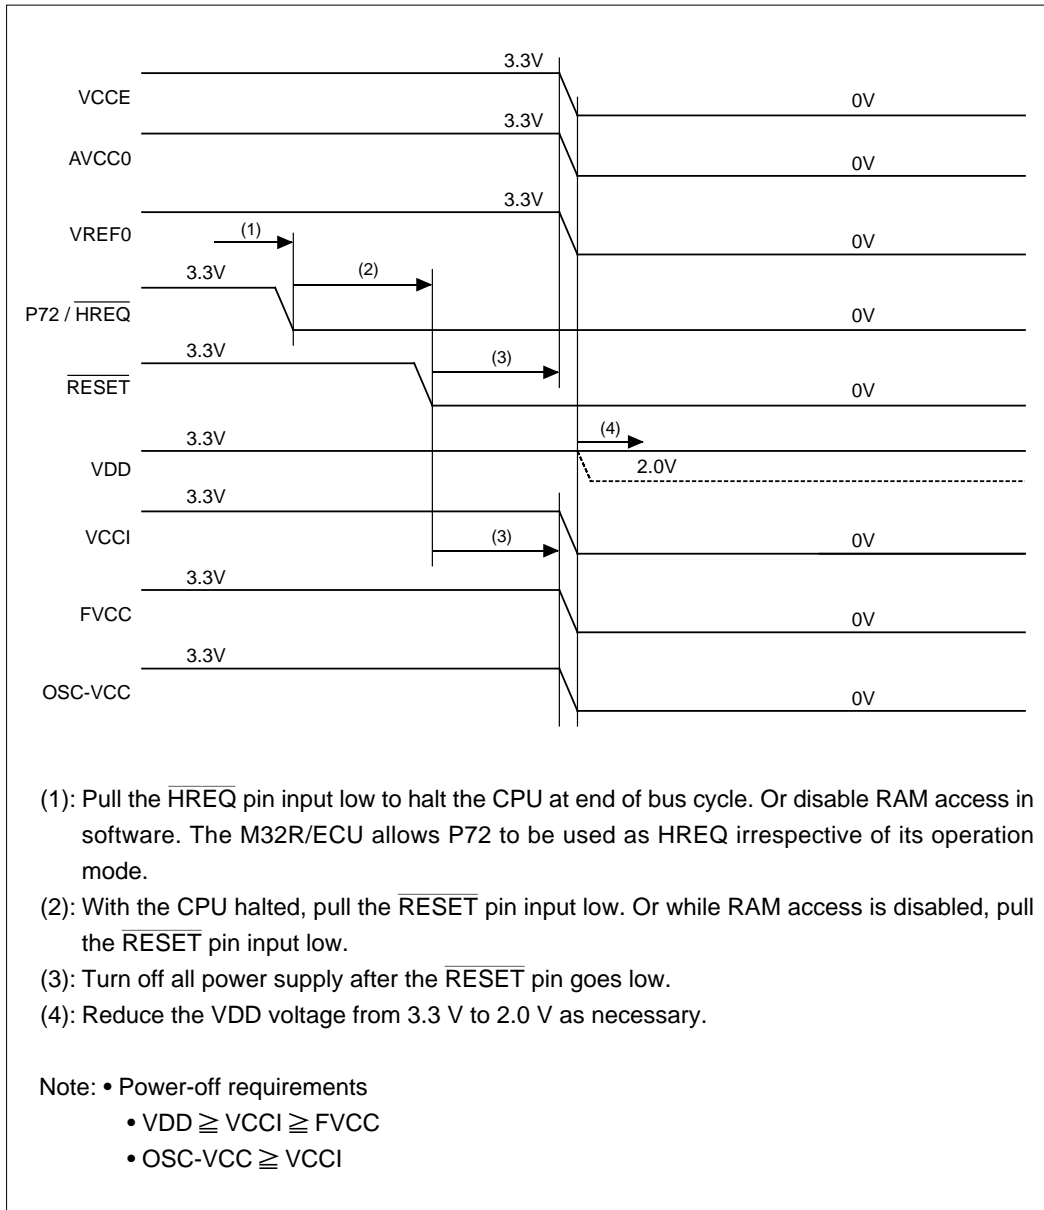 3.3V
VCCE
0V
3.3V
AVCC0
0V
3.3V
VREF0
0V
(1)
3.3V
(2)
P72 / HREQ
0V
3.3V
(3)
RESET
0V
3.3V
(4)
VDD
2.0V
3.3V
VCCI
(3)
0V
3.3V
FVCC
0V
3.3V
OSC-VCC
0V
(1): Pull the HREQ pin input low to halt the CPU at end of bus cycle. Or disable RAM access in
software. The M32R/ECU allows P72 to be used as HREQ irrespective of its operation
mode.
(2): With the CPU halted, pull the RESET pin input low. Or while RAM access is disabled, pull
the RESET pin input low.
(3): Turn off all power supply after the RESET pin goes low.
(4): Reduce the VDD voltage from 3.3 V to 2.0 V as necessary.
Note: • Power-off requirements
• VDD ≧ VCCI ≧ FVCC
• OSC-VCC ≧ VCCI